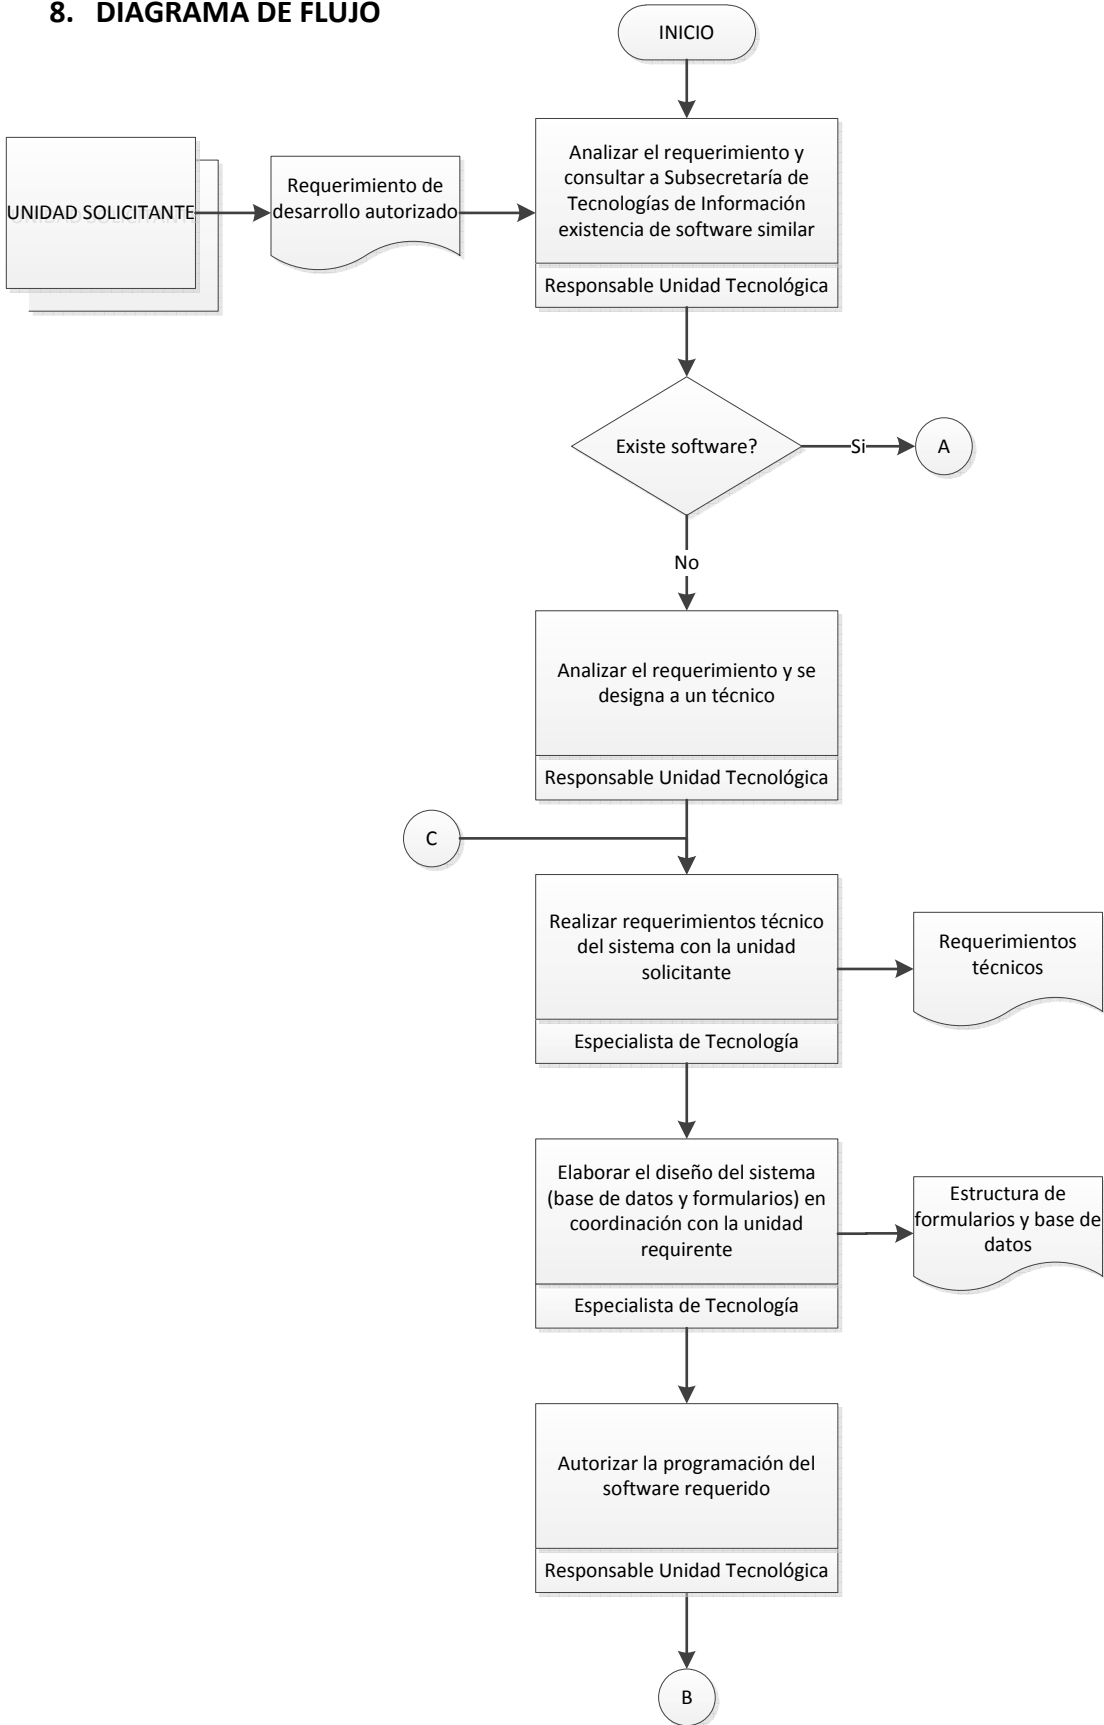 8. DIAGRAMA DE FLUJO
INICIO
UNIDAD SOLICITANTE
Requerimiento de
desarrollo autorizado
Analizar el requerimiento y
consultar a Subsecretaría de
Tecnologías de Información
existencia de software similar
Responsable Unidad Tecnológica
Existe software?
Si
A
No
Analizar el requerimiento y se
designa a un técnico
Responsable Unidad Tecnológica
C
Realizar requerimientos técnico
del sistema con la unidad
solicitante
Especialista de Tecnología
Requerimientos
técnicos
Elaborar el diseño del sistema
(base de datos y formularios) en
coordinación con la unidad
requirente
Especialista de Tecnología
Estructura de
formularios y base de
datos
Autorizar la programación del
software requerido
Responsable Unidad Tecnológica
B